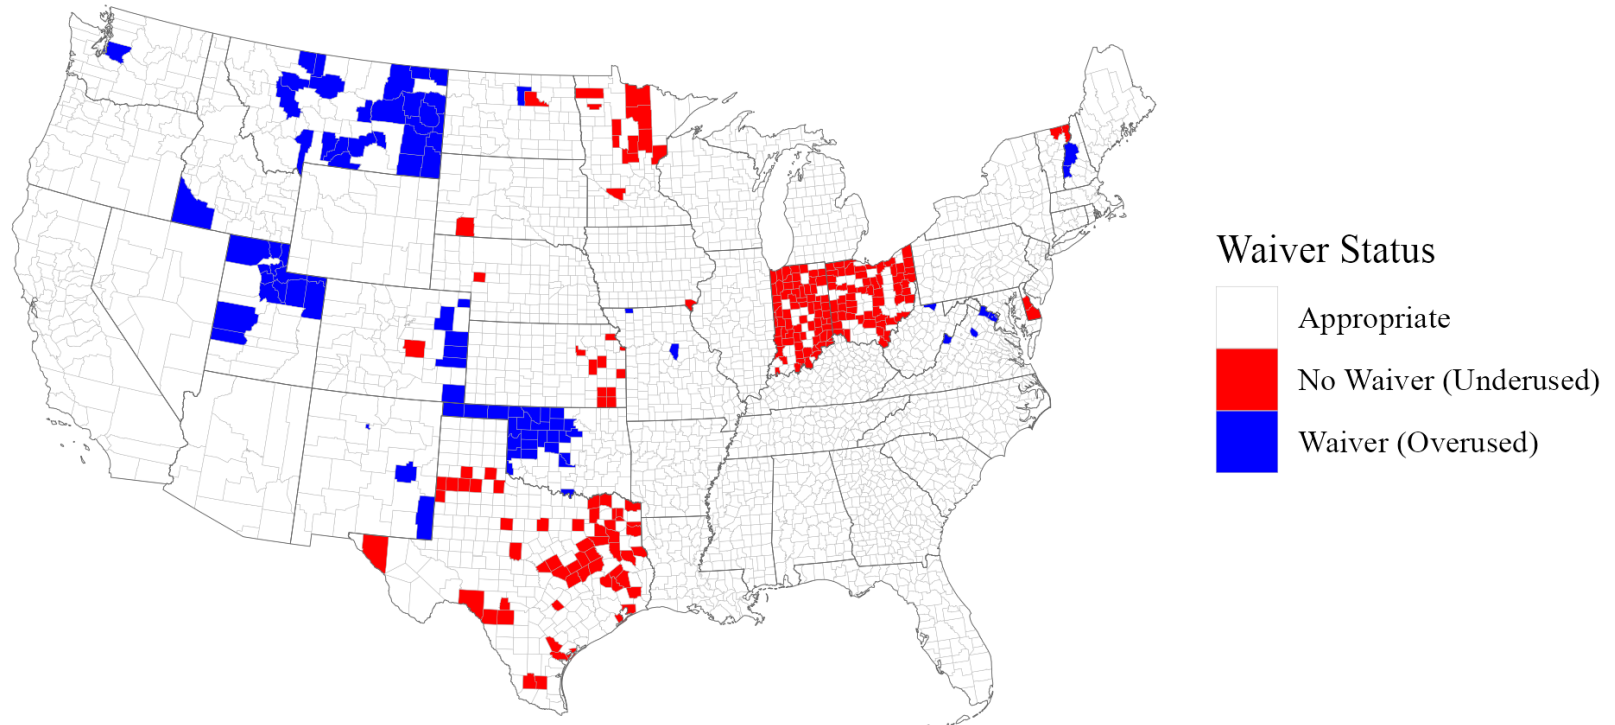 Waiver Status
Appropriate
No Waiver (Underused)
Waiver (Overused)